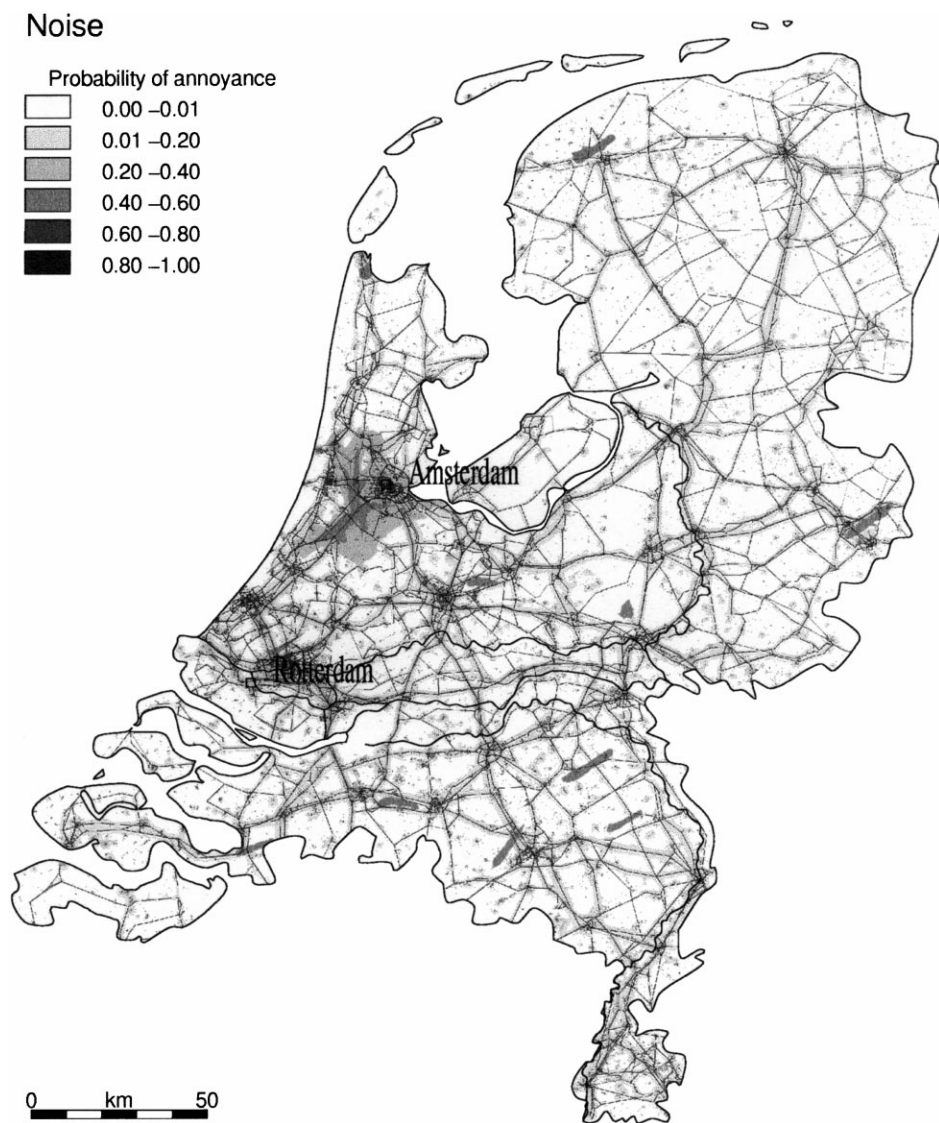 Noise
Probability of annoyance
0.00 –0.01
0.01 –0.20
0.20 –0.40
0.40 –0.60
0.60 –0.80
0.80 –1.00
Amsterdam
Rotterdam
0 km 50